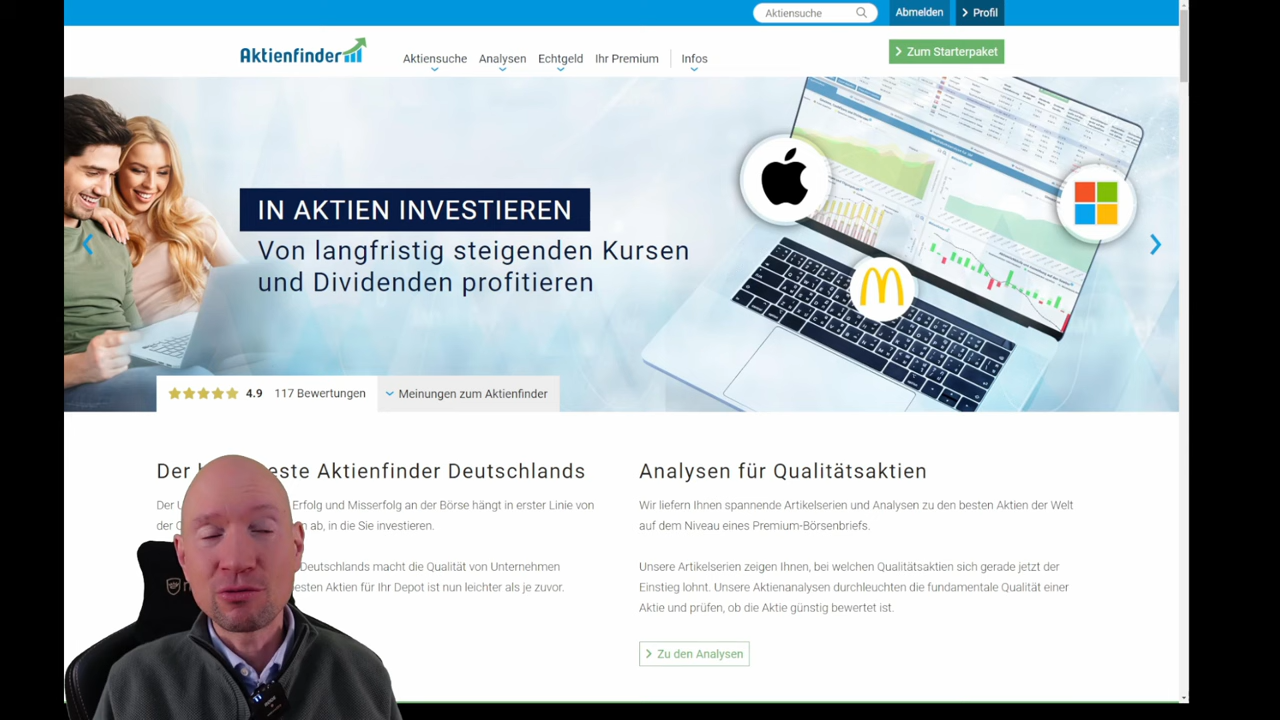 Aktiensuche
Abmelden
Profil
Aktienfinder
Aktiensuche
Analysen
Echtgeld
Ihr Premium
Infos
Zum Starterpaket
IN AKTIEN INVESTIEREN
Von langfristig steigenden Kursen
und Dividenden profitieren
4.9 117 Bewertungen
Meinungen zum Aktienfinder
Der este Aktienfinder Deutschlands
Der Erfolg und Misserfolg an der Börse hängt in erster Linie von
der ab, in die Sie investieren.
Deutschlands macht die Qualität von Unternehmen
besten Aktien für Ihr Depot ist nun leichter als je zuvor.
Analysen für Qualitätsaktien
Wir liefern Ihnen spannende Artikelserien und Analysen zu den besten Aktien der Welt
auf dem Niveau eines Premium-Börsenbriefs.
Unsere Artikelserien zeigen Ihnen, bei welchen Qualitätsaktien sich gerade jetzt der
Einstieg lohnt. Unsere Aktienanalysen durchleuchten die fundamentale Qualität einer
Aktie und prüfen, ob die Aktie günstig bewertet ist.
Zu den Analysen